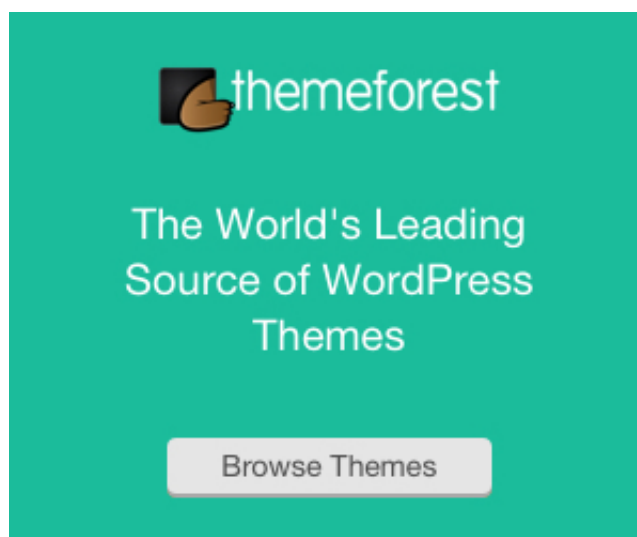 themeforest
The World's Leading
Source of WordPress
Themes
Browse Themes